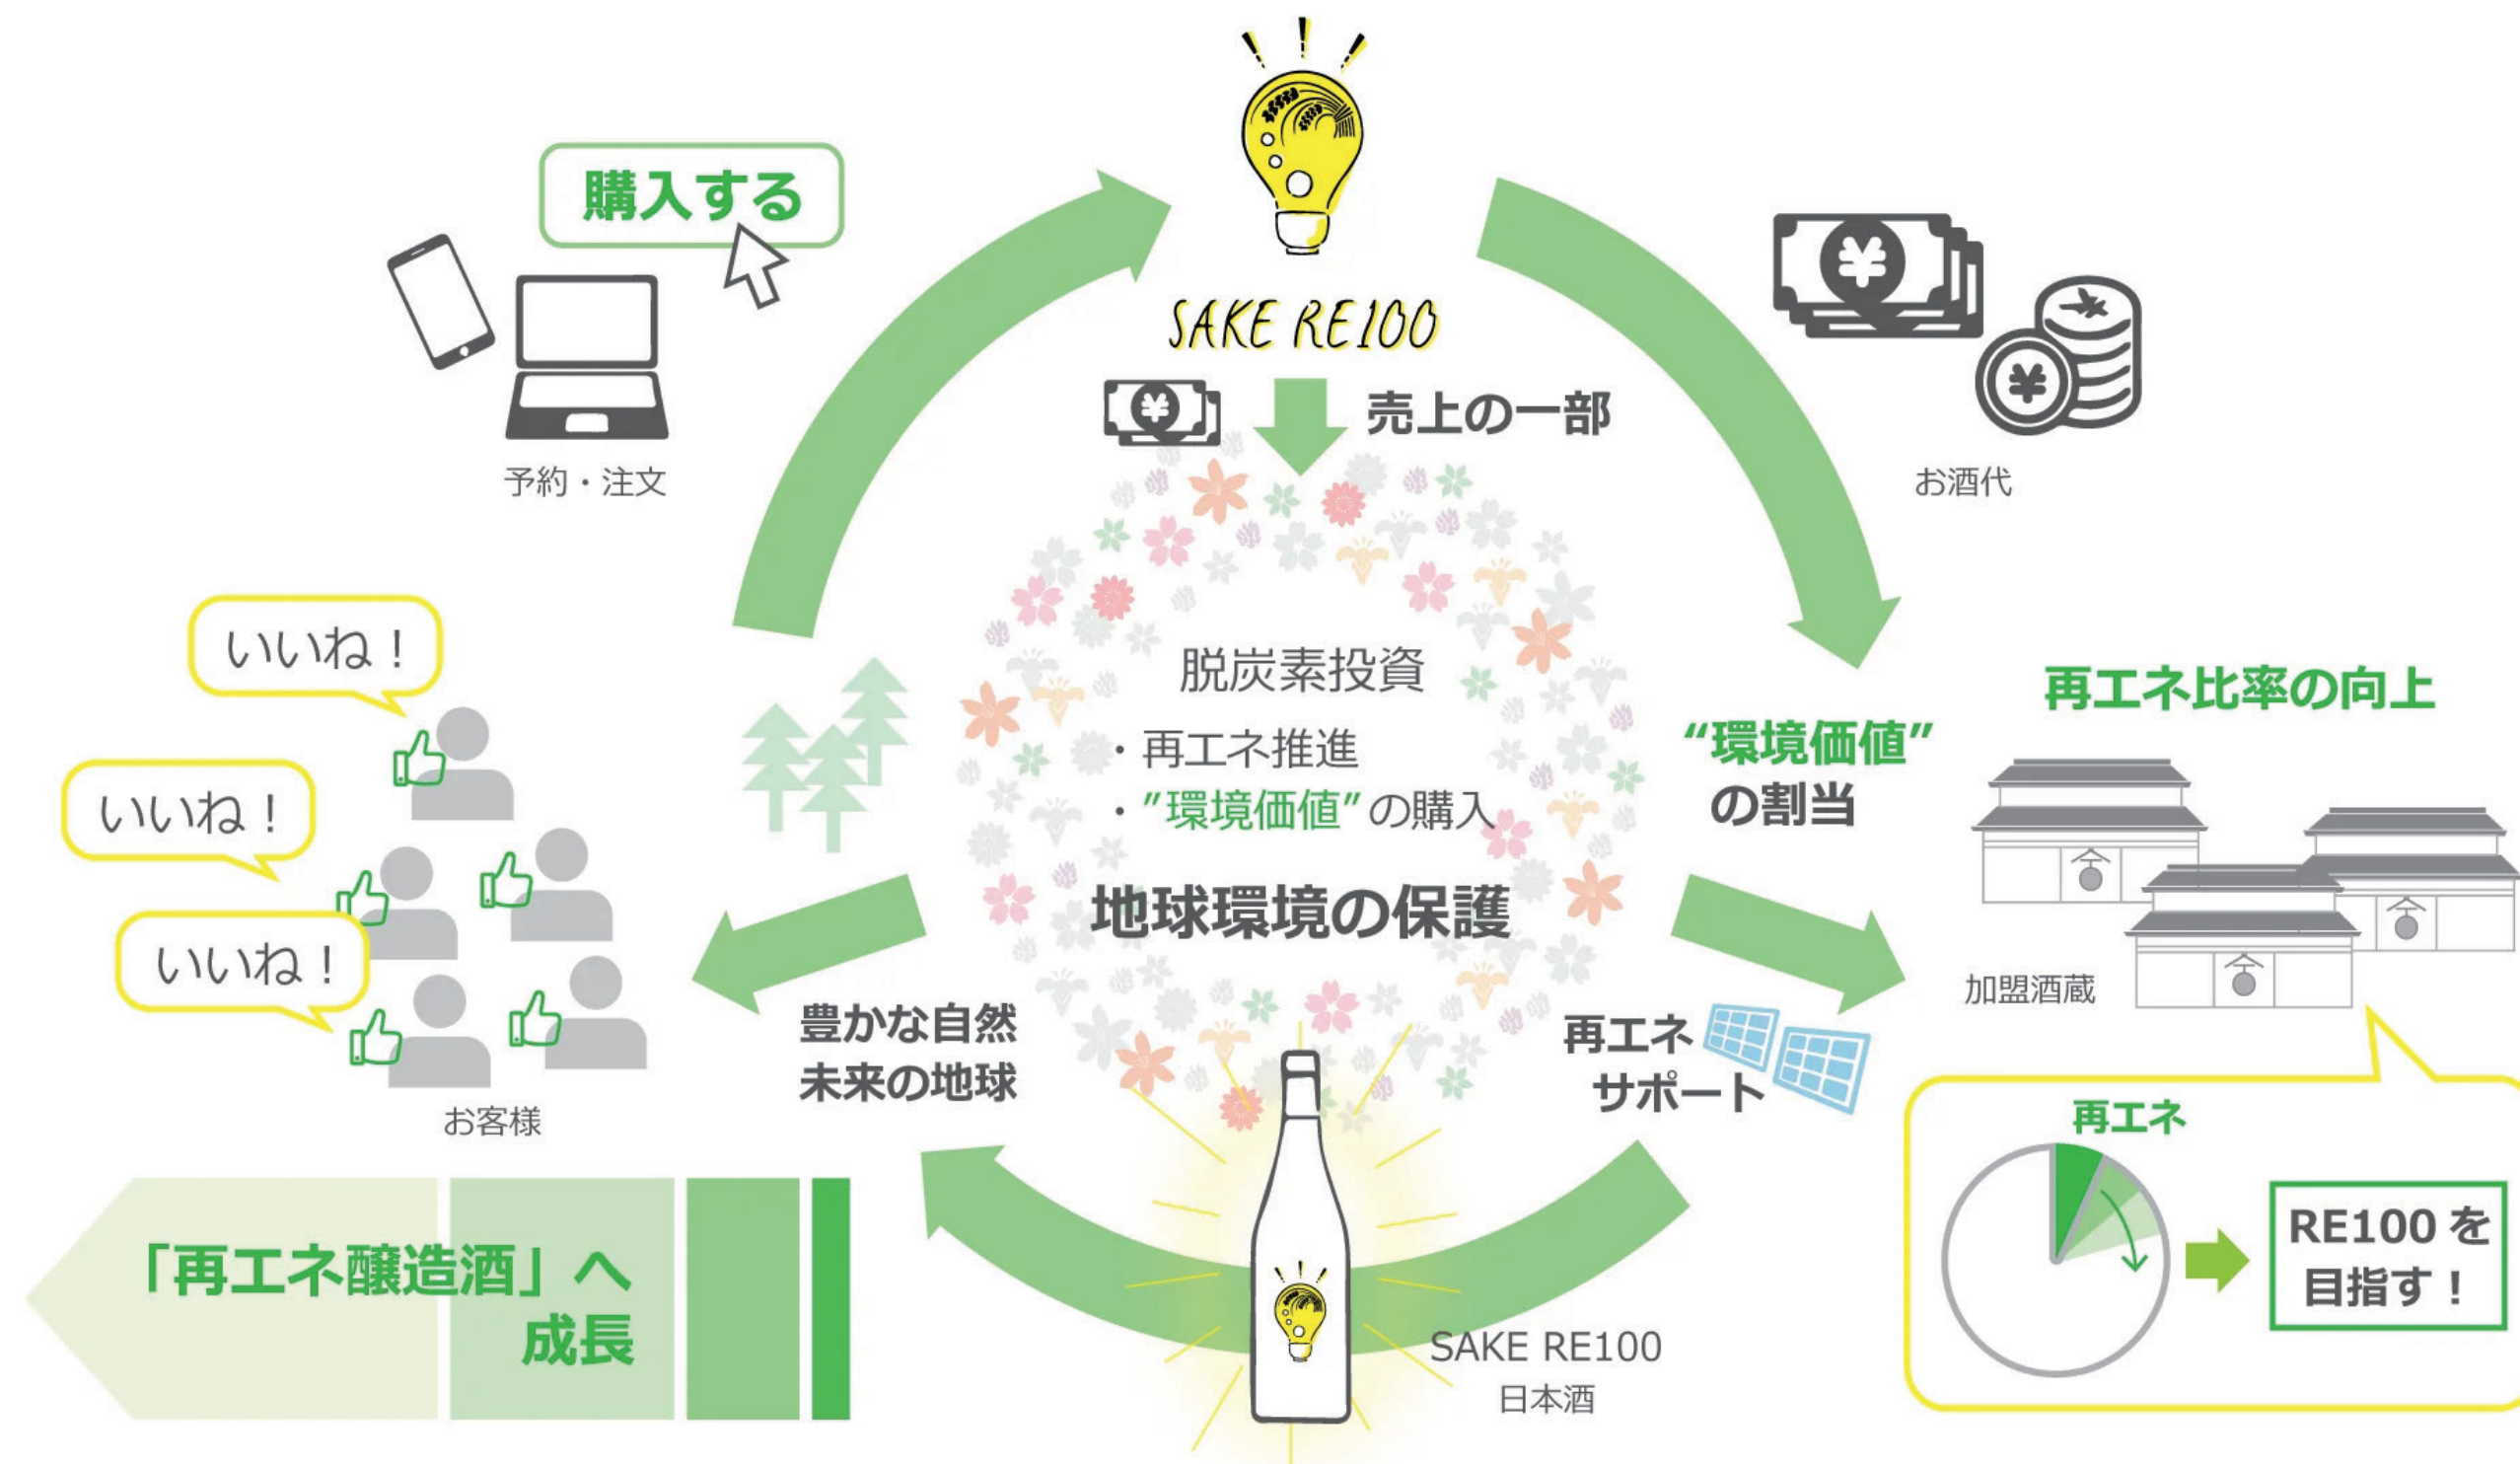 購入する
予約・注文
SAKE RE100
売上の一部
お酒代
いいね！
いいね！
いいね！
お客様
脱炭素投資
・再エネ推進
・”環境価値”の購入
地球環境の保護
“環境価値”
の割当
再エネ比率の向上
加盟酒蔵
豊かな自然
未来の地球
再エネ
サポート
再エネ
RE100 を
目指す！
「再エネ醸造酒」へ
成長
SAKE RE100
日本酒